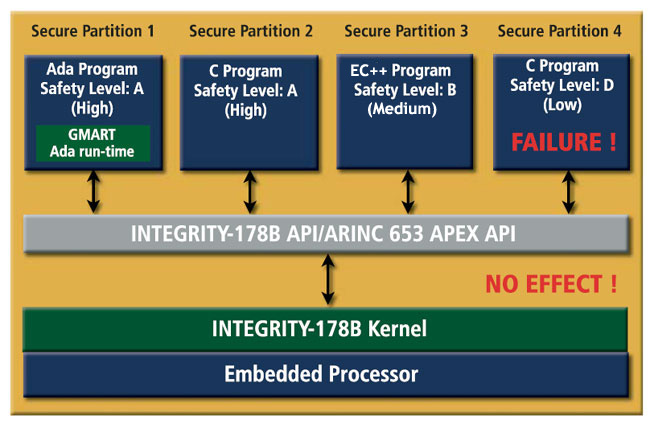 Secure Partition 1
Secure Partition 2
Secure Partition 3
Secure Partition 4
Ada Program
Safety Level: A
(High)
GMART
Ada run-time
C Program
Safety Level: A
(High)
EC++ Program
Safety Level: B
(Medium)
C Program
Safety Level: D
(Low)
FAILURE !
INTEGRITY-178B API/ARINC 653 APEX API
NO EFFECT !
INTEGRITY-178B Kernel
Embedded Processor